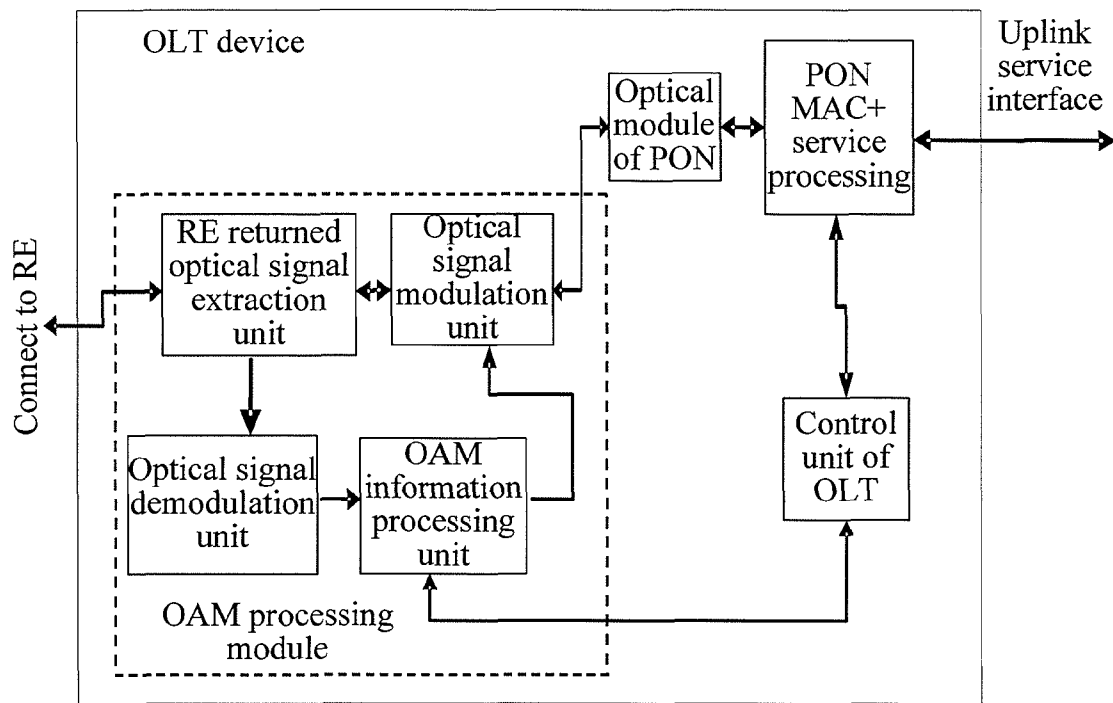 OLT device
Uplink
service
interface
Optical
module
of PON
PON
MAC+
service
processing
RE returned
optical signal
extraction
unit
Optical
signal
modulation
unit
Connect to RE
Optical signal
demodulation
unit
OAM
information
processing
unit
Control
unit of
OLT
OAM processing
module